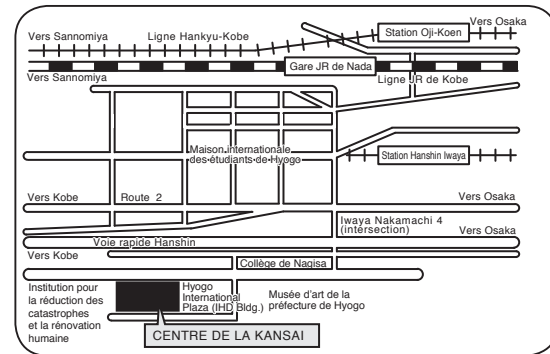 Vers Sannomiya
Ligne Hankyu-Kobe
Station Oji-Koen
Vers Osaka
Gare JR de Nada
Vers Sannomiya
Ligne JR de Kobe
Maison internationale
des étudiants de Hyogo
Station Hanshin Iwaya
Vers Kobe
Route 2
Vers Osaka
Iwaya Nakamachi 4
(intérsection)
Voie rapide Hanshin
Vers Osaka
Vers Kobe
Collège de Nagisa
Institution pour
la réduction des
catastrophes
et la rénovation
humaine
Hyogo
International
Plaza (IHD Bldg.)
Musée d'art de la
préfecture de Hyogo
CENTRE DE LA KANSAI